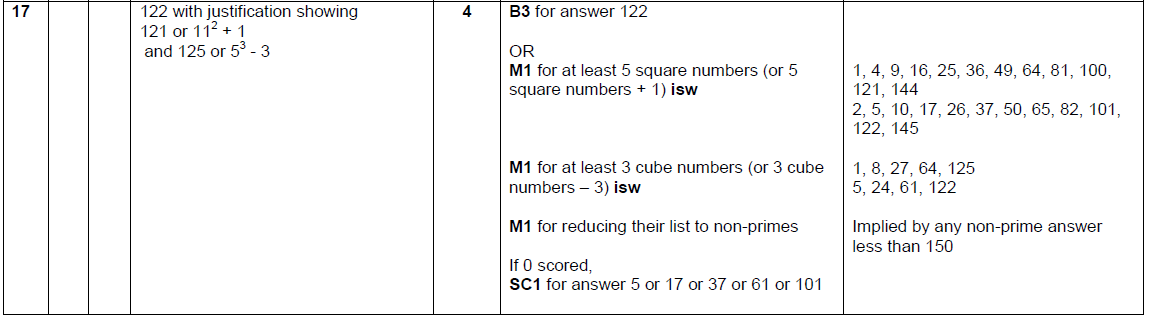 17
122 with justification showing
121 or 11² + 1
and 125 or 5³ - 3
4
B3 for answer 122
OR
M1 for at least 5 square numbers (or 5
square numbers + 1) isw
1, 4, 9, 16, 25, 36, 49, 64, 81, 100,
121, 144
2, 5, 10, 17, 26, 37, 50, 65, 82, 101,
122, 145
M1 for at least 3 cube numbers (or 3 cube
numbers – 3) isw
1, 8, 27, 64, 125
5, 24, 61, 122
M1 for reducing their list to non-primes
Implied by any non-prime answer
less than 150
If 0 scored,
SC1 for answer 5 or 17 or 37 or 61 or 101